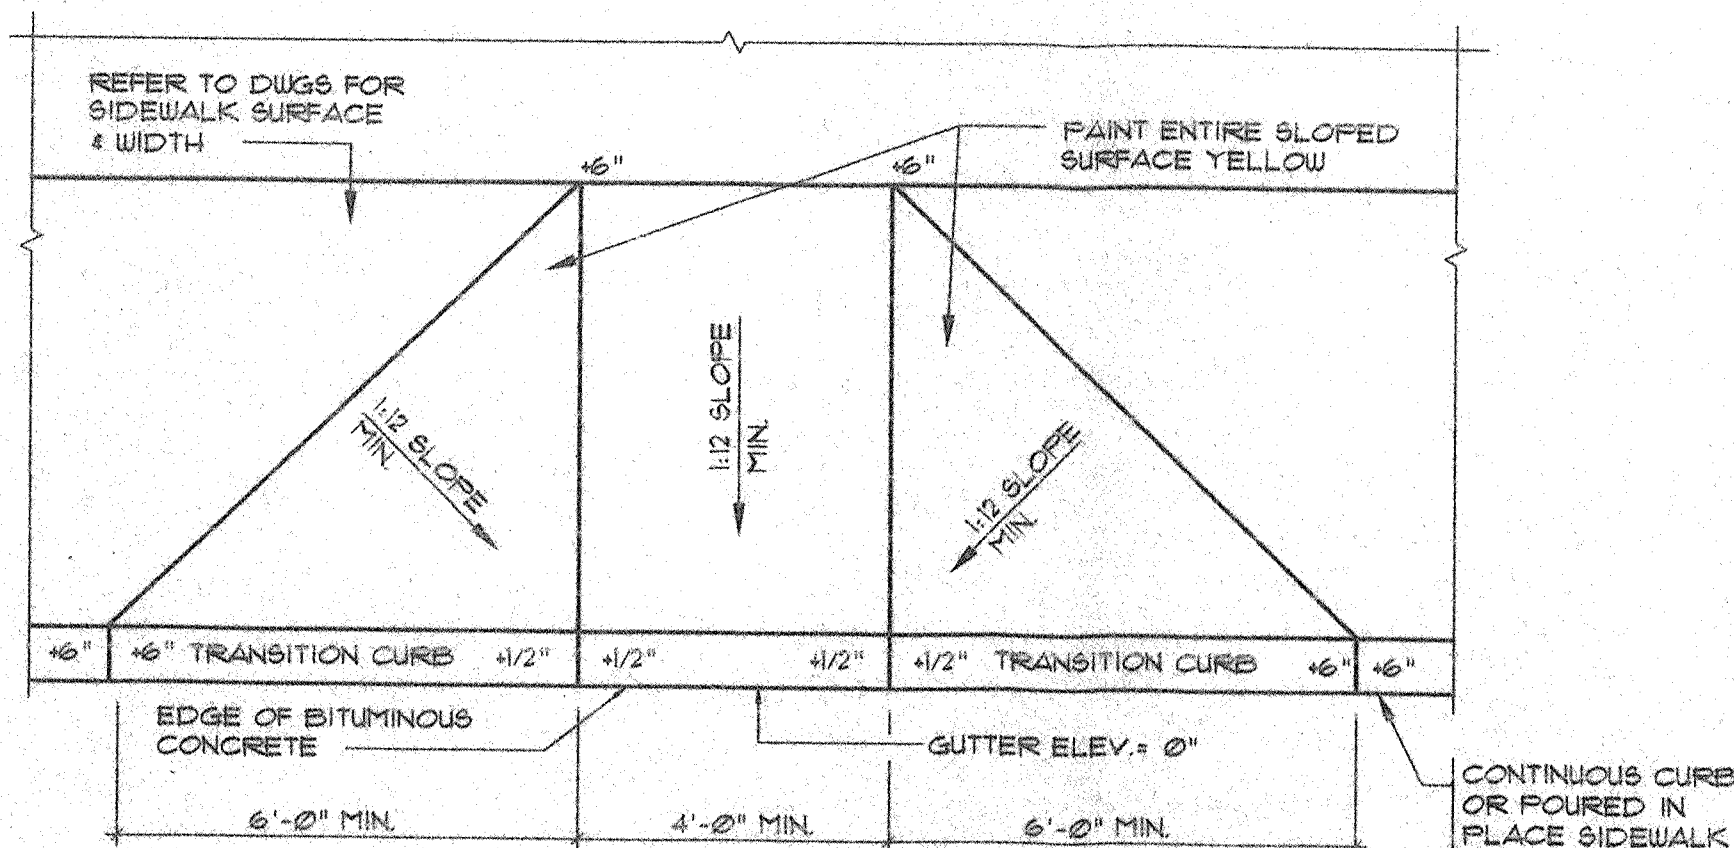 REFER TO DWGS FOR
SIDEWALK SURFACE
& WIDTH
PAINT ENTIRE SLOPED
SURFACE YELLOW
+6"
+6"
1:12 SLOPE
MIN.
1:12 SLOPE
MIN.
1:12 SLOPE
MIN.
+6" +6" TRANSITION CURB +1/2" +1/2" +1/2" +1/2" TRANSITION CURB +6" +6"
EDGE OF BITUMINOUS
CONCRETE
GUTTER ELEV. = 0"
CONTINUOUS CURB
OR POURED IN
PLACE SIDEWALK
6'-0" MIN. 4'-0" MIN. 6'-0" MIN.